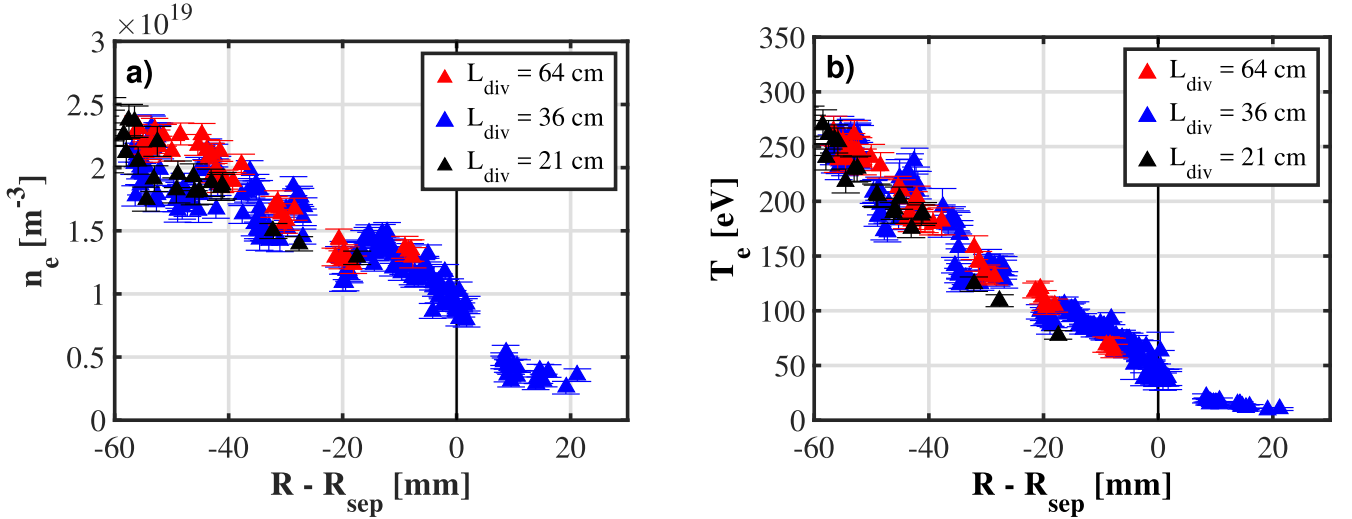 ×10^19
a)
L_div = 64 cm
L_div = 36 cm
L_div = 21 cm
3
2.5
2
1.5
1
0.5
0
-60 -40 -20 0 20
n_e [m^-3]
R - R_sep [mm]
b)
L_div = 64 cm
L_div = 36 cm
L_div = 21 cm
350
300
250
200
150
100
50
0
-60 -40 -20 0 20
T_e [eV]
R - R_sep [mm]